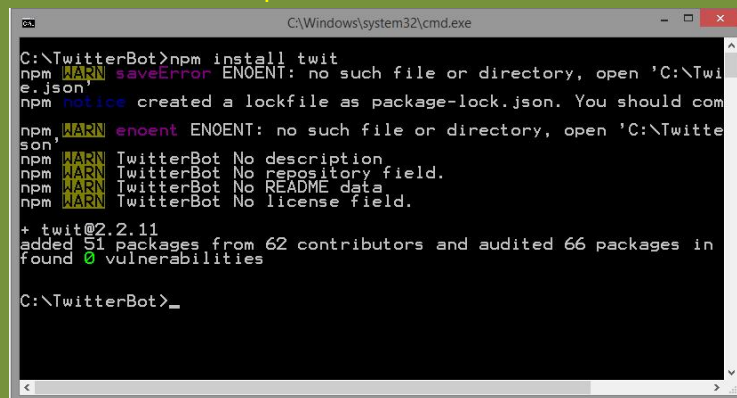 C:\Windows\system32\cmd.exe
C:\TwitterBot>npm install twit
npm WARN saveError ENOENT: no such file or directory, open 'C:\Twi
e.json'
npm notice created a lockfile as package-lock.json. You should com
npm WARN enoent ENOENT: no such file or directory, open 'C:\Twitte
son'
npm WARN TwitterBot No description
npm WARN TwitterBot No repository field.
npm WARN TwitterBot No README data
npm WARN TwitterBot No license field.
+ twit@2.2.11
added 51 packages from 62 contributors and audited 66 packages in
found 0 vulnerabilities
C:\TwitterBot>_